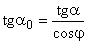 tgα₀ = tgα / cosφ